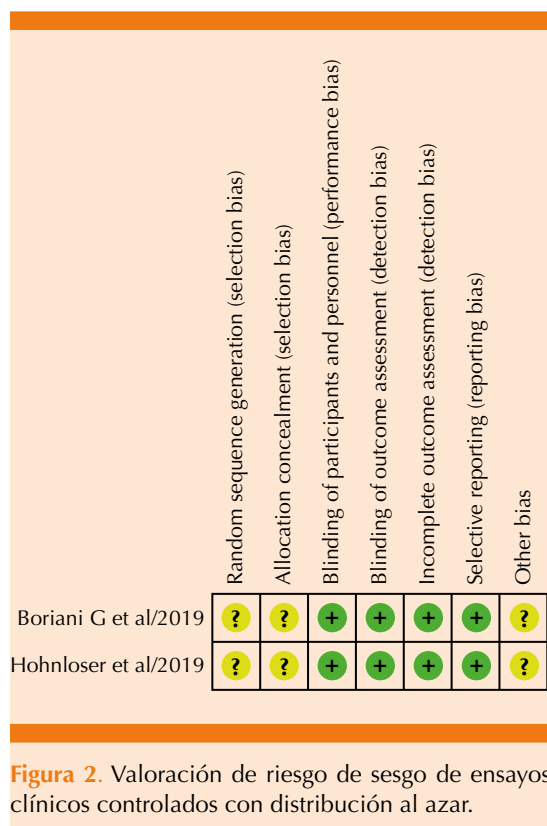 Random sequence generation (selection bias)
Allocation concealment (selection bias)
Blinding of participants and personnel (performance bias)
Blinding of outcome assessment (detection bias)
Incomplete outcome assessment (detection bias)
Selective reporting (reporting bias)
Other bias
Boriani G et al/2019 ? ? + + + + ?
Hohnloser et al/2019 ? ? + + + + ?
Figura 2. Valoración de riesgo de sesgo de ensayos
clínicos controlados con distribución al azar.